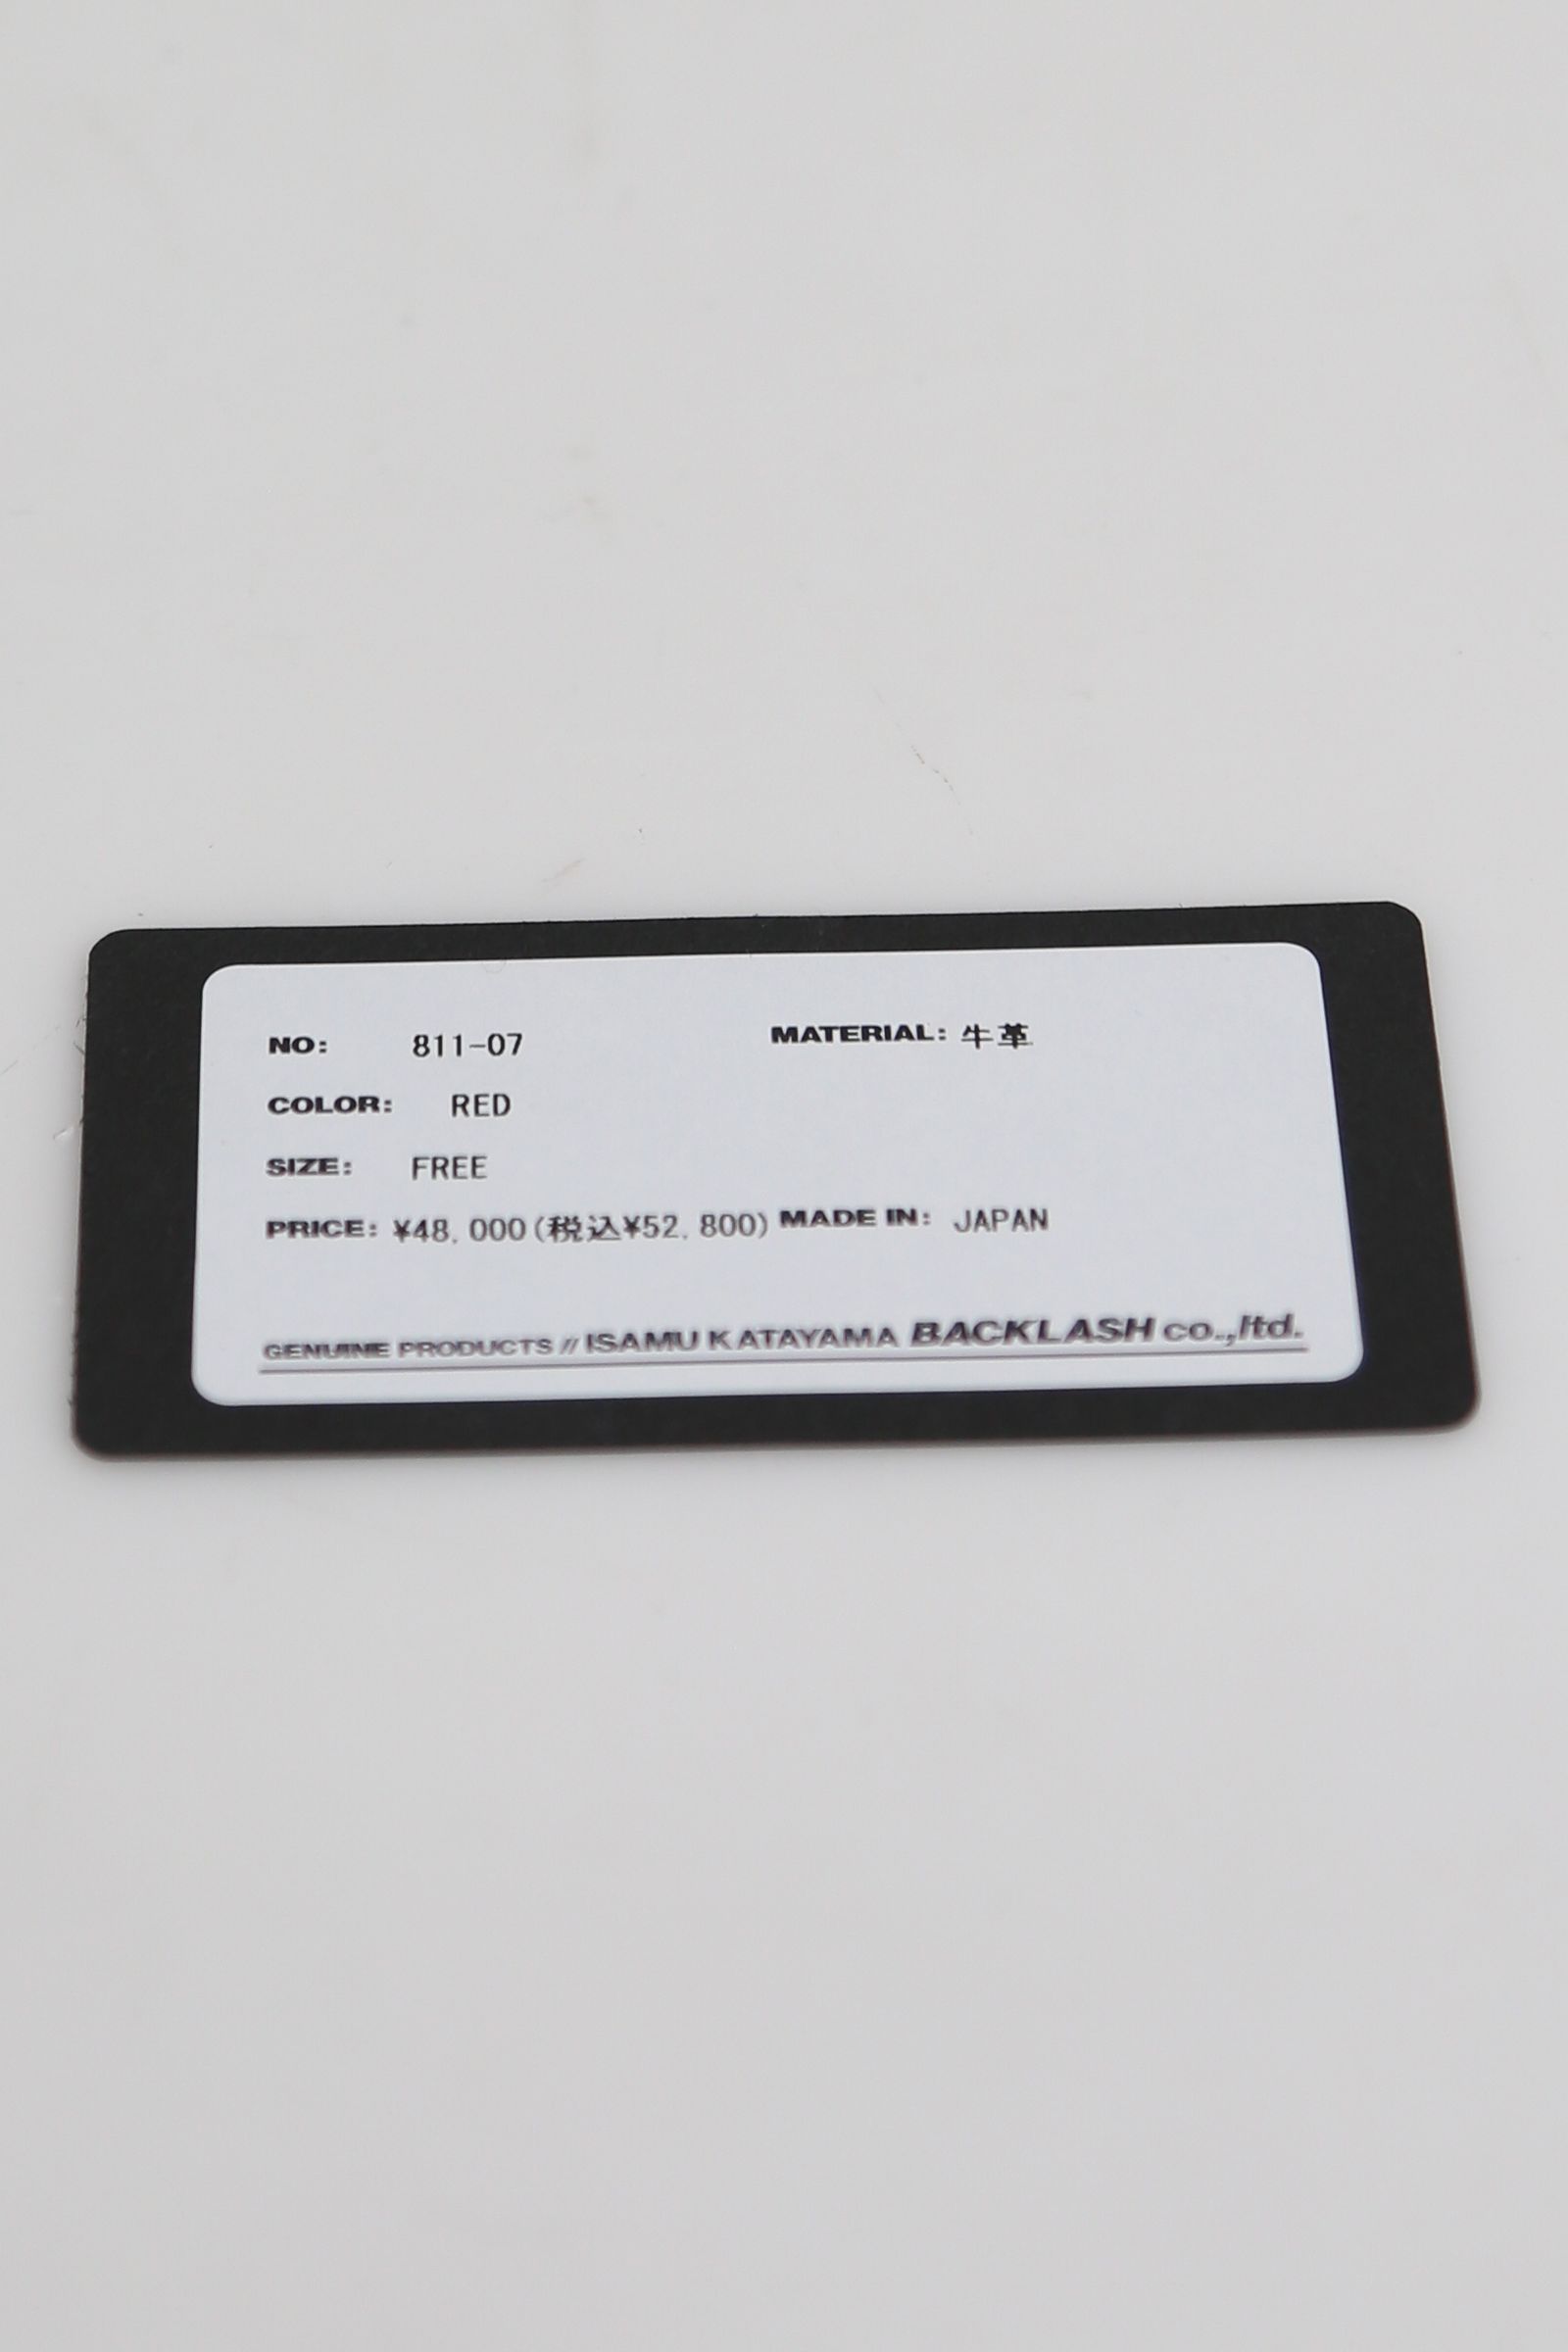 NO: 811-07 MATERIAL: 牛革
COLOR: RED
SIZE: FREE
PRICE: ¥48,000(税込¥52,800) MADE IN: JAPAN
GENUINE PRODUCTS // ISAMU KATAYAMA BACKLASH co.,ltd.